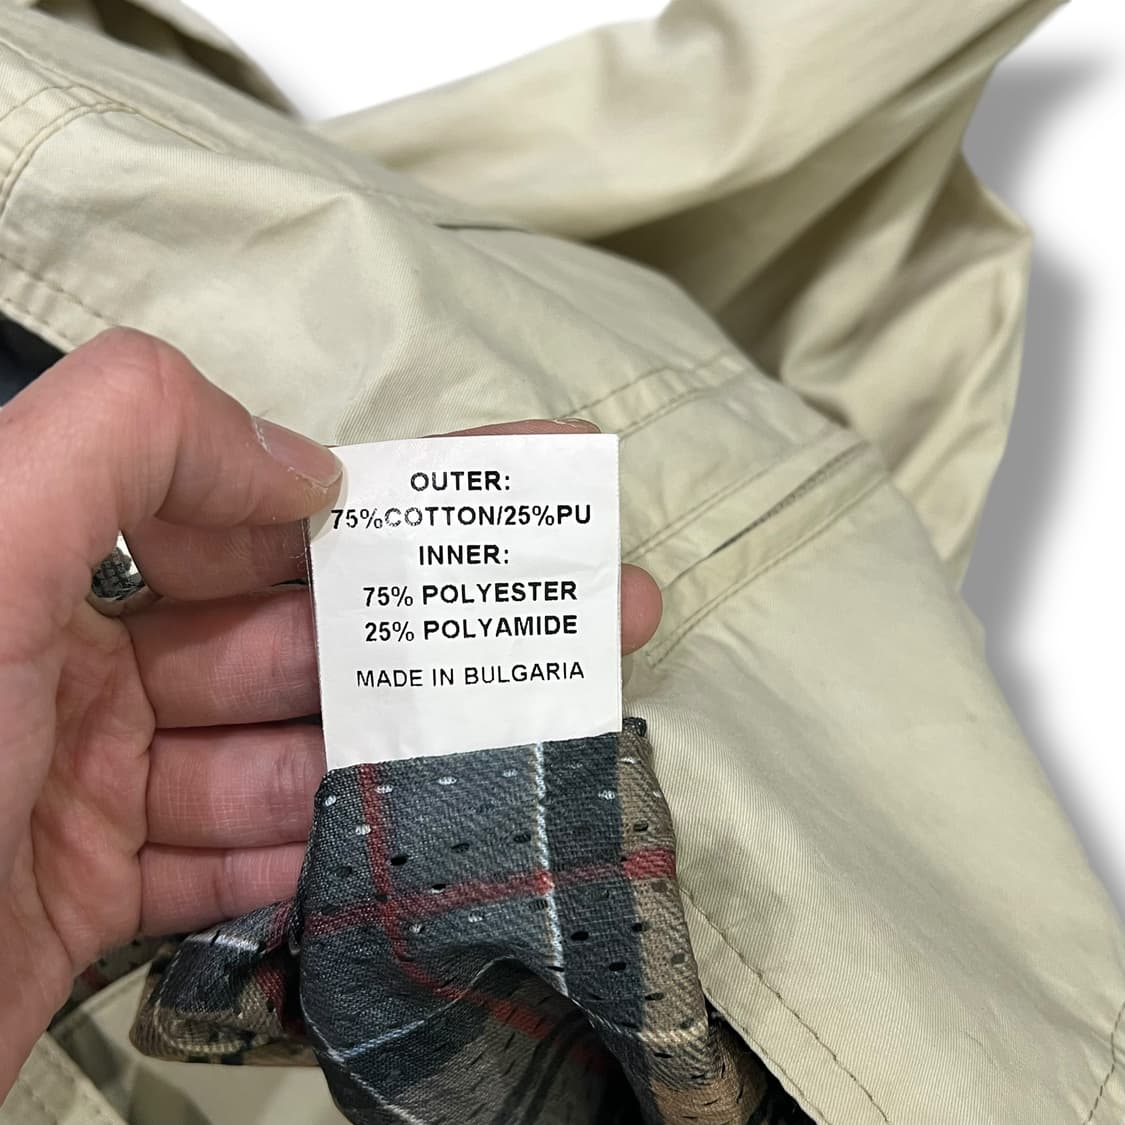 OUTER:
75%COTTON/25%PU
INNER:
75% POLYESTER
25% POLYAMIDE
MADE IN BULGARIA